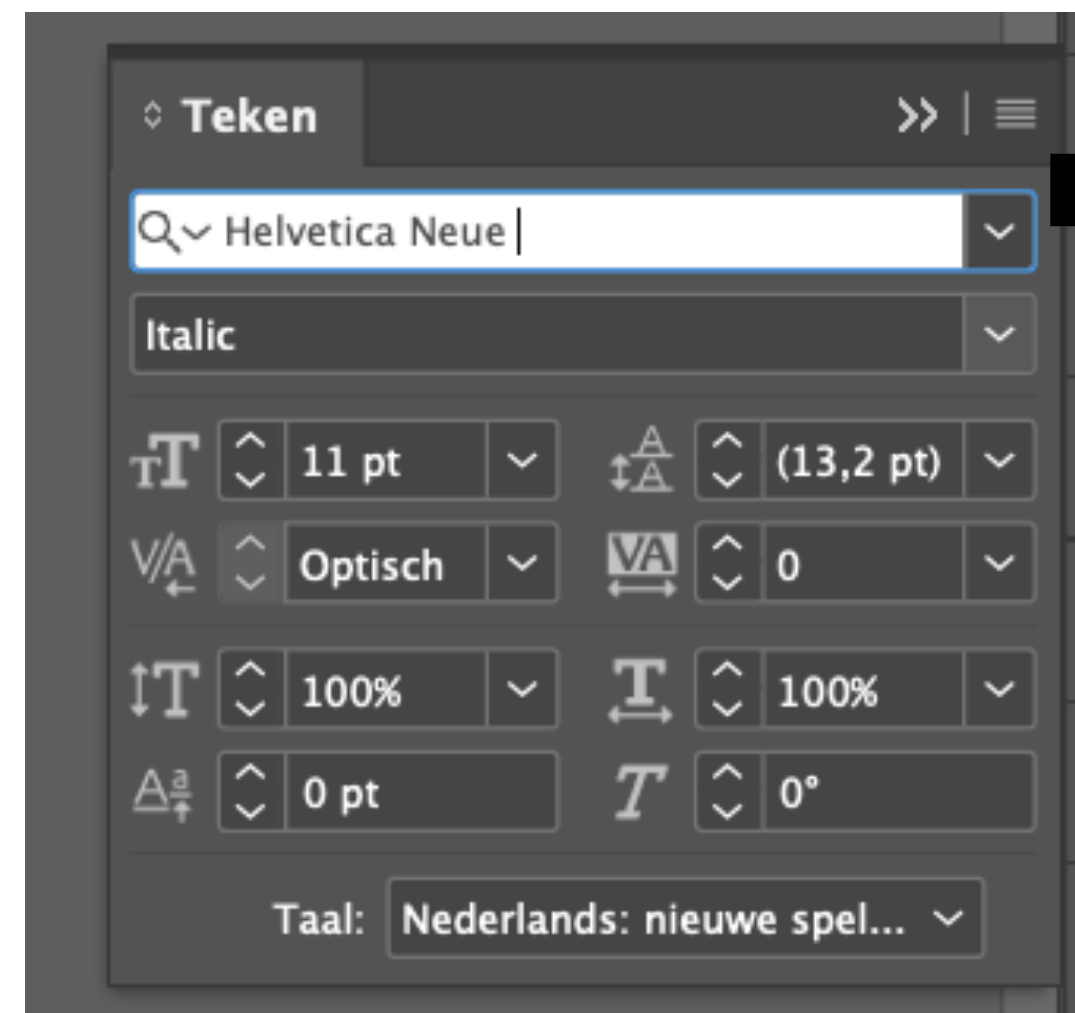 Teken
Helvetica Neue
Italic
11 pt (13,2 pt)
Optisch 0
100% 100%
0 pt 0°
Taal: Nederlands: nieuwe spel...